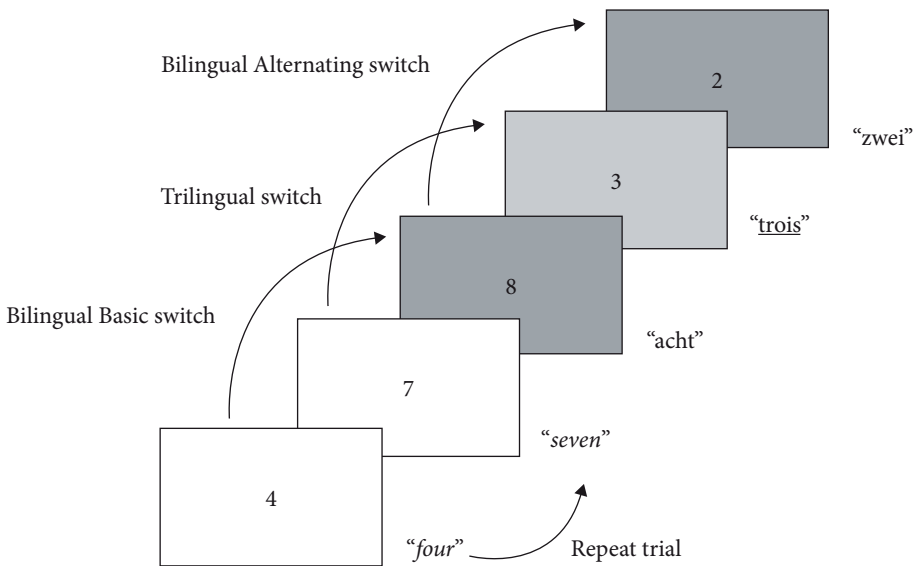 Bilingual Alternating switch
2
“zwei”
Trilingual switch
3
“trois”
Bilingual Basic switch
8
“acht”
7
“seven”
4
“four”
Repeat trial